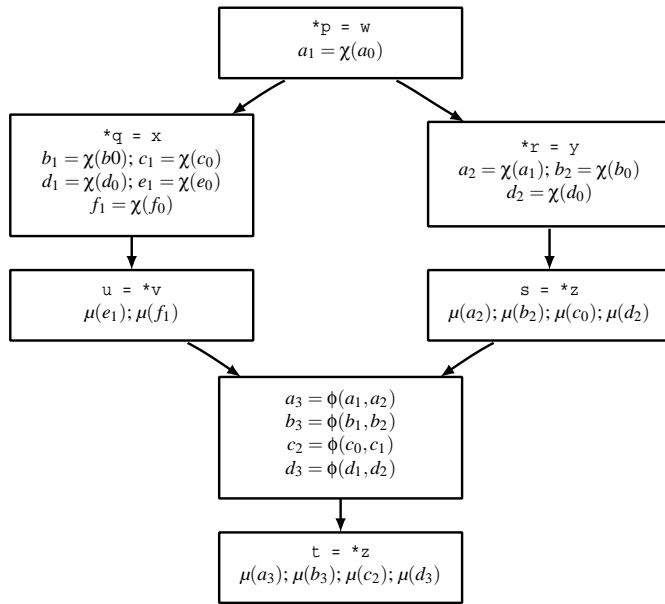 *p = w
a₁ = χ(a₀)
*q = x
b₁ = χ(b0); c₁ = χ(c₀)
d₁ = χ(d₀); e₁ = χ(e₀)
f₁ = χ(f₀)
*r = y
a₂ = χ(a₁); b₂ = χ(b₀)
d₂ = χ(d₀)
u = *v
μ(e₁); μ(f₁)
s = *z
μ(a₂); μ(b₂); μ(c₀); μ(d₂)
a₃ = ϕ(a₁,a₂)
b₃ = ϕ(b₁,b₂)
c₂ = ϕ(c₀,c₁)
d₃ = ϕ(d₁,d₂)
t = *z
μ(a₃); μ(b₃); μ(c₂); μ(d₃)